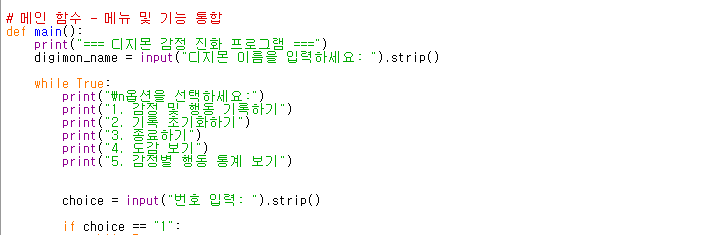 # 메인 함수 - 메뉴 및 기능 통합
def main():
    print("=== 디지몬 감정 진화 프로그램 ===")
    digimon_name = input("디지몬 이름을 입력하세요: ").strip()
    while True:
        print("₩n옵션을 선택하세요:")
        print("1. 감정 및 행동 기록하기")
        print("2. 기록 초기화하기")
        print("3. 종료하기")
        print("4. 도감 보기")
        print("5. 감정별 행동 통계 보기")
        choice = input("번호 입력: ").strip()
        if choice == "1":